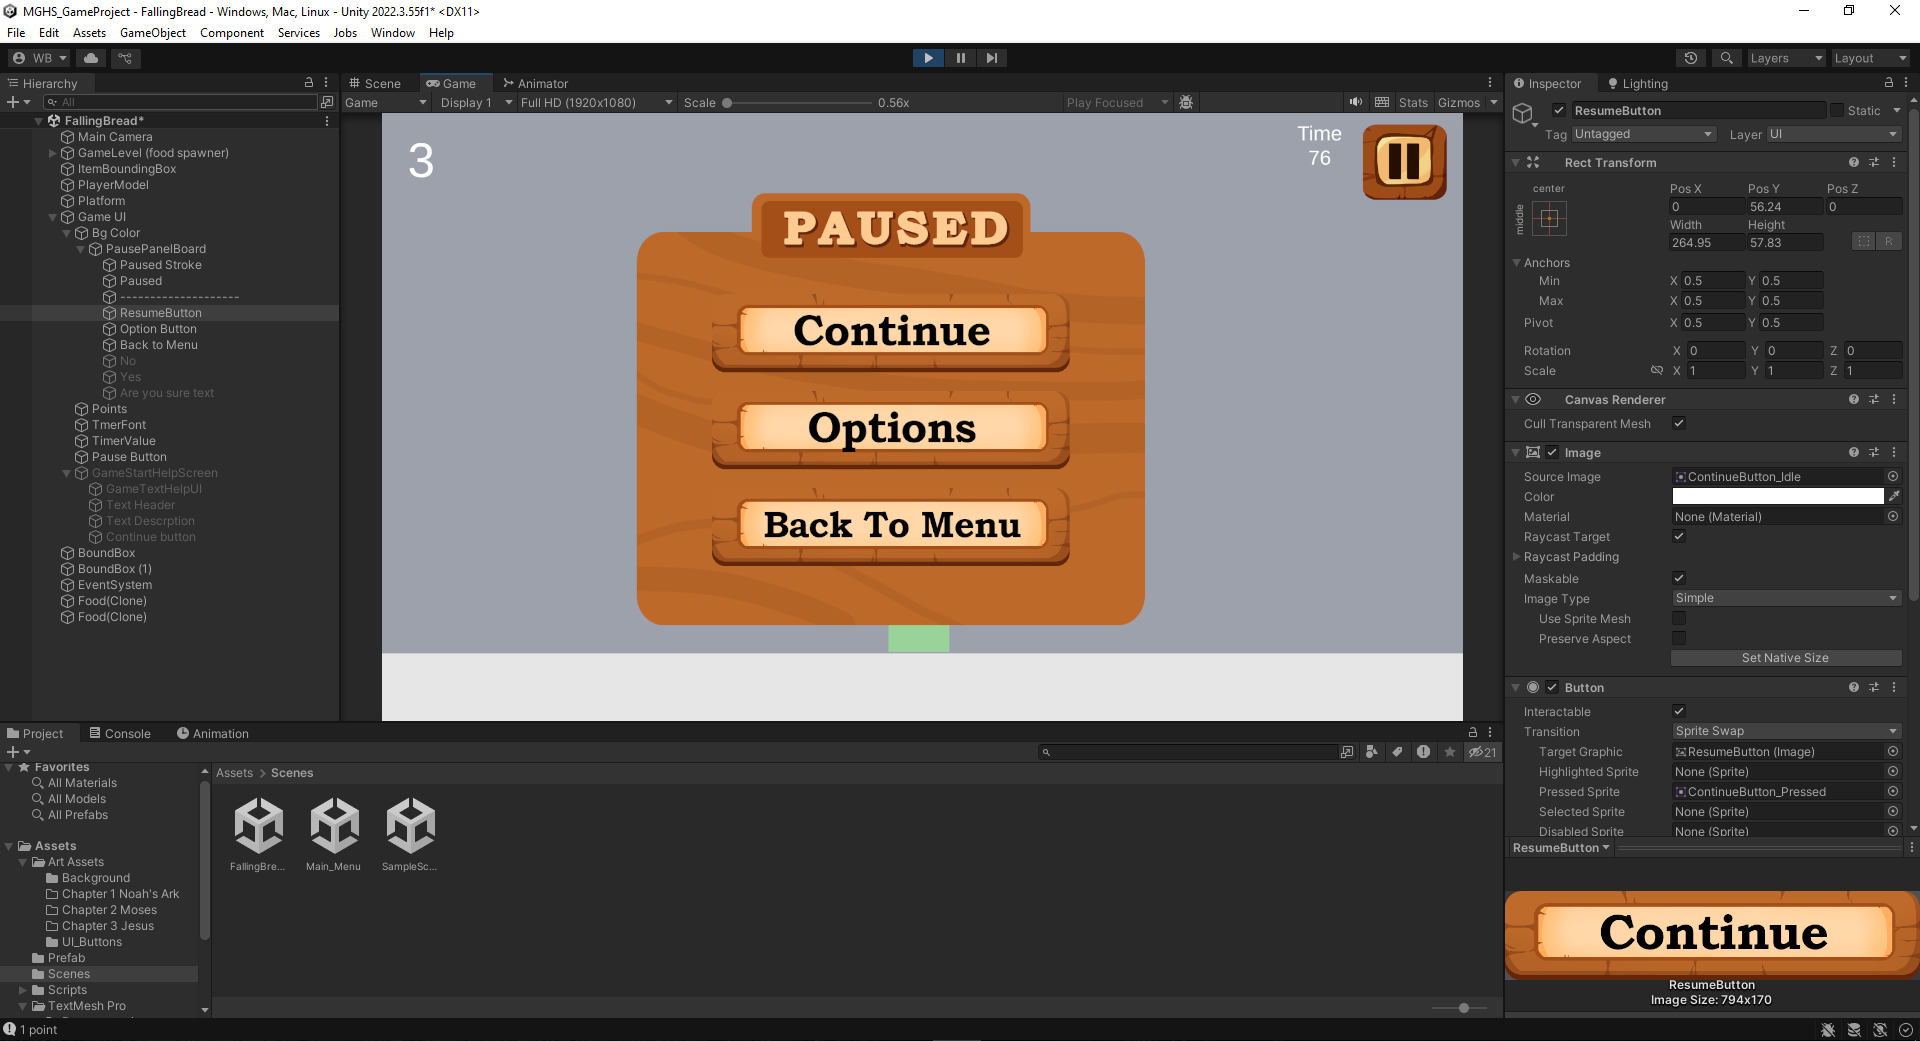 MGHS_GameProject - FallingBread - Windows, Mac, Linux - Unity 2022.3.55f1* <DX11>
File Edit Assets GameObject Component Services Jobs Window Help
WB
Layers Layout
Hierarchy
All
FallingBread*
Main Camera
GameLevel (food spawner)
ItemBoundingBox
PlayerModel
Platform
Game UI
Bg Color
PausePanelBoard
Paused Stroke
Paused
--------------------
ResumeButton
Option Button
Back to Menu
No
Yes
Are you sure text
Points
TmerFont
TimerValue
Pause Button
GameStartHelpScreen
GameTextHelpUI
Text Header
Text Descrption
Continue button
BoundBox
BoundBox (1)
EventSystem
Food(Clone)
Food(Clone)
Scene Game Animator
Game Display 1 Full HD (1920x1080) Scale 0.56x Play Focused Stats Gizmos
3
Time
76
PAUSED
Continue
Options
Back To Menu
Inspector Lighting
ResumeButton Static
Tag Untagged Layer UI
Rect Transform
center
middle
Pos X Pos Y Pos Z
0 56.24 0
Width Height
264.95 57.83
R
Anchors
Min X 0.5 Y 0.5
Max X 0.5 Y 0.5
Pivot X 0.5 Y 0.5
Rotation X 0 Y 0 Z 0
Scale X 1 Y 1 Z 1
Canvas Renderer
Cull Transparent Mesh
Image
Source Image ContinueButton_Idle
Color
Material None (Material)
Raycast Target
Raycast Padding
Maskable
Image Type Simple
Use Sprite Mesh
Preserve Aspect
Set Native Size
Button
Interactable
Transition Sprite Swap
Target Graphic ResumeButton (Image)
Highlighted Sprite None (Sprite)
Pressed Sprite ContinueButton_Pressed
Selected Sprite None (Sprite)
Disabled Sprite None (Sprite)
ResumeButton
Continue
ResumeButton
Image Size: 794x170
Project Console Animation
21
Favorites
All Materials
All Models
All Prefabs
Assets
Art Assets
Background
Chapter 1 Noah's Ark
Chapter 2 Moses
Chapter 3 Jesus
UI_Buttons
Prefab
Scenes
Scripts
TextMesh Pro
Assets > Scenes
FallingBre... Main_Menu SampleSc...
1 point